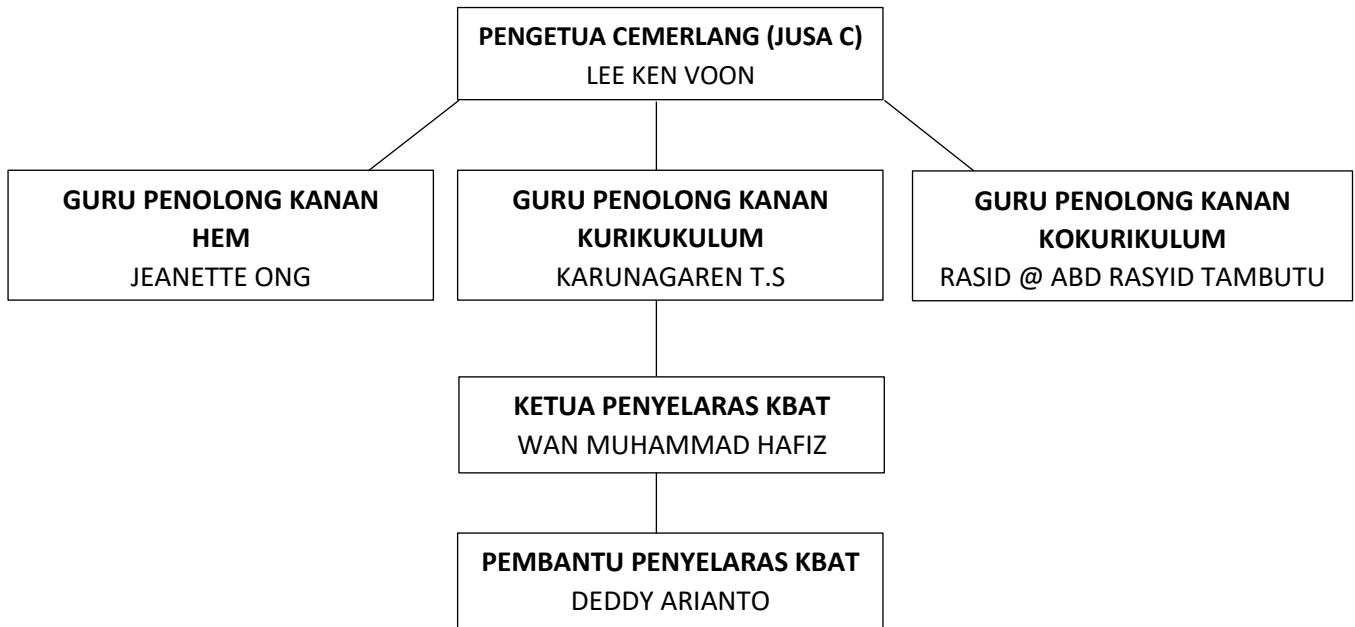 PENGETUA CEMERLANG (JUSA C)
LEE KEN VOON
GURU PENOLONG KANAN
HEM
JEANETTE ONG
GURU PENOLONG KANAN
KURIKUKULUM
KARUNAGAREN T.S
GURU PENOLONG KANAN
KOKURIKULUM
RASID @ ABD RASYID TAMBUTU
KETUA PENYELARAS KBAT
WAN MUHAMMAD HAFIZ
PEMBANTU PENYELARAS KBAT
DEDDY ARIANTO